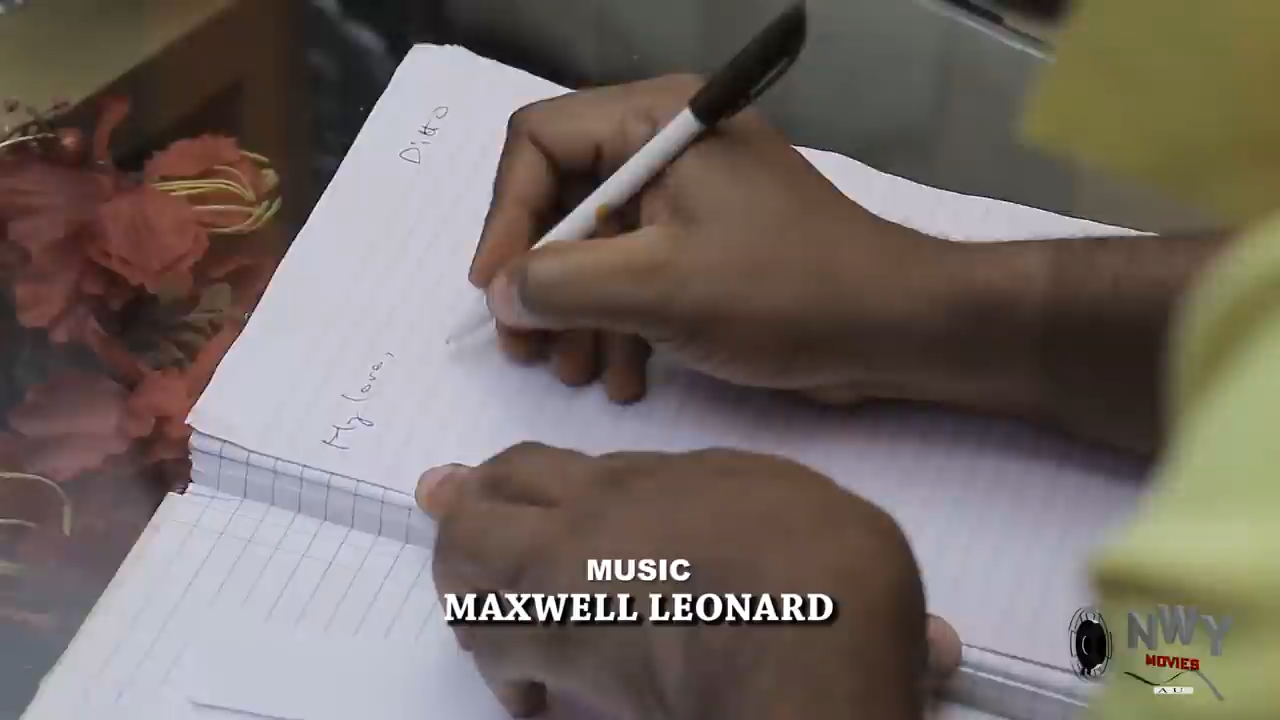 Ditto
My love,
MUSIC
MAXWELL LEONARD
NWY
MOVIES
A U